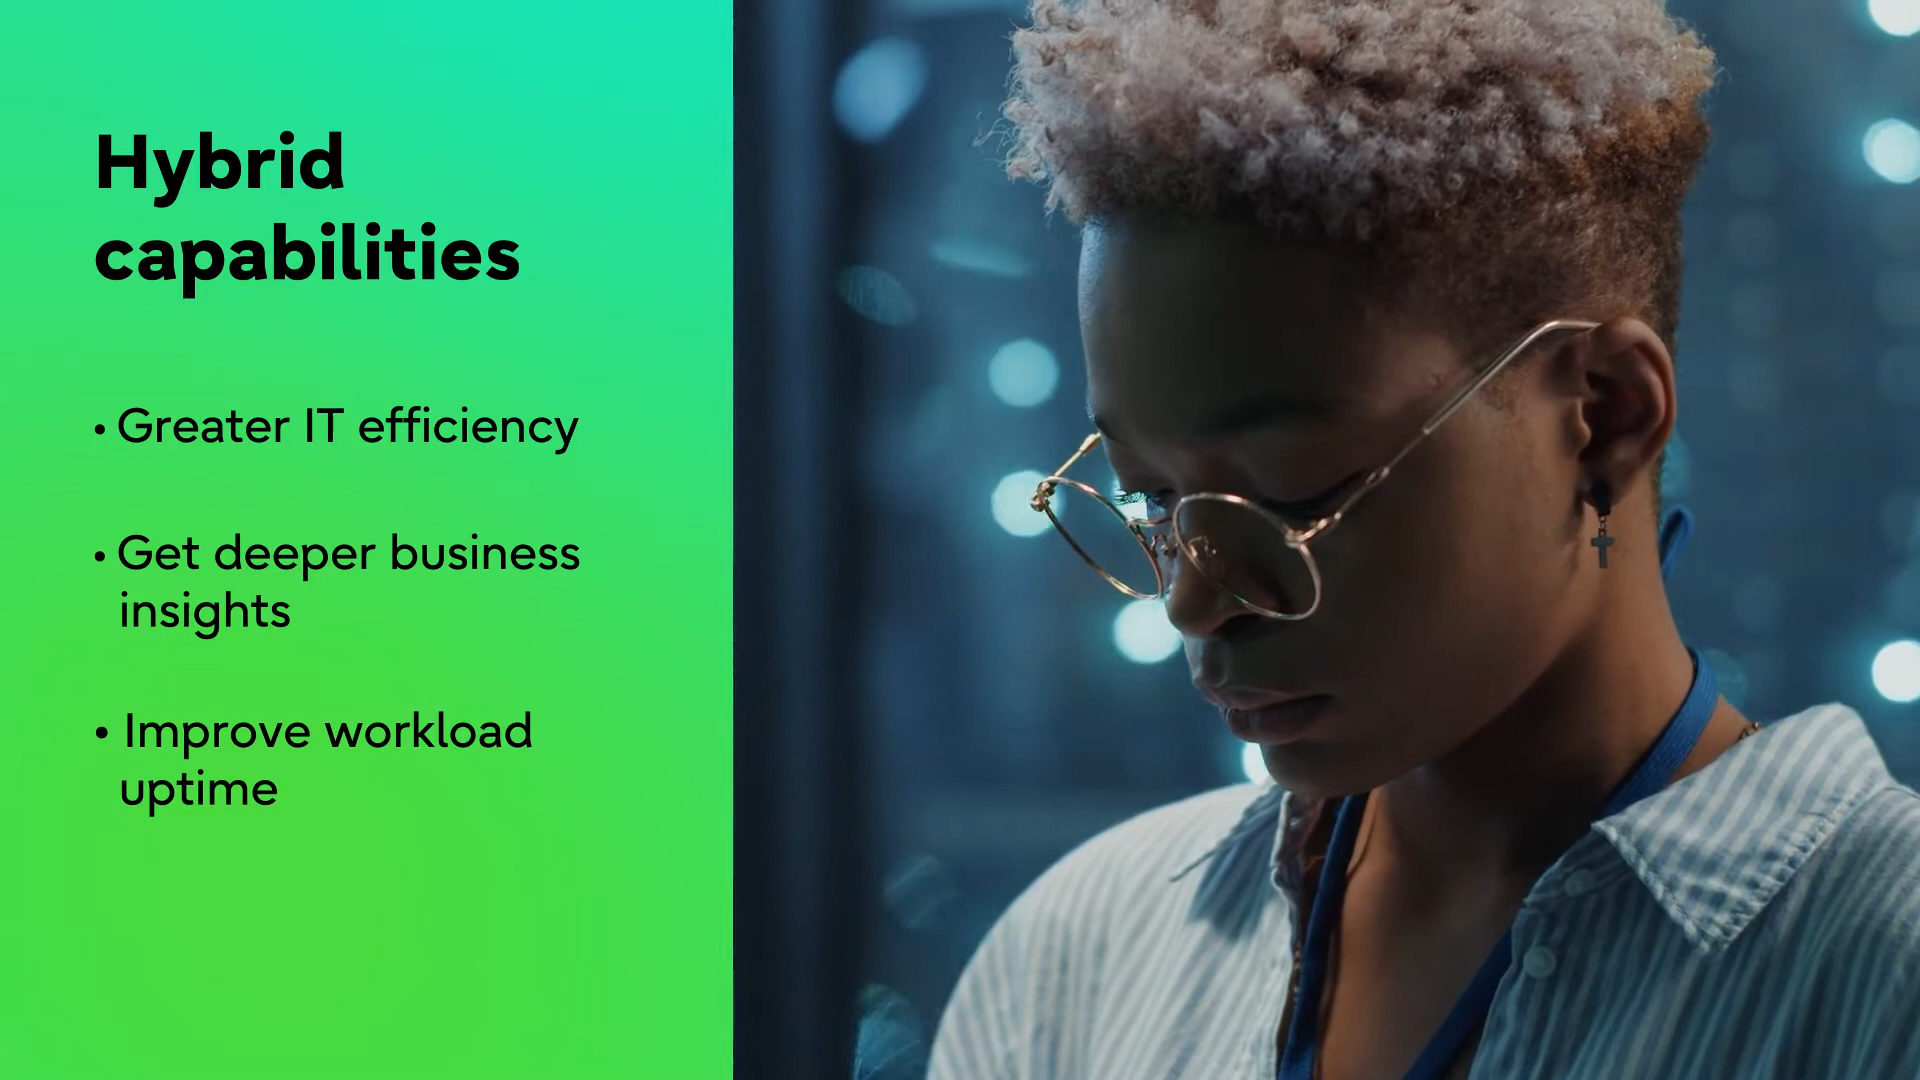 Hybrid
capabilities
• Greater IT efficiency
• Get deeper business
insights
• Improve workload
uptime